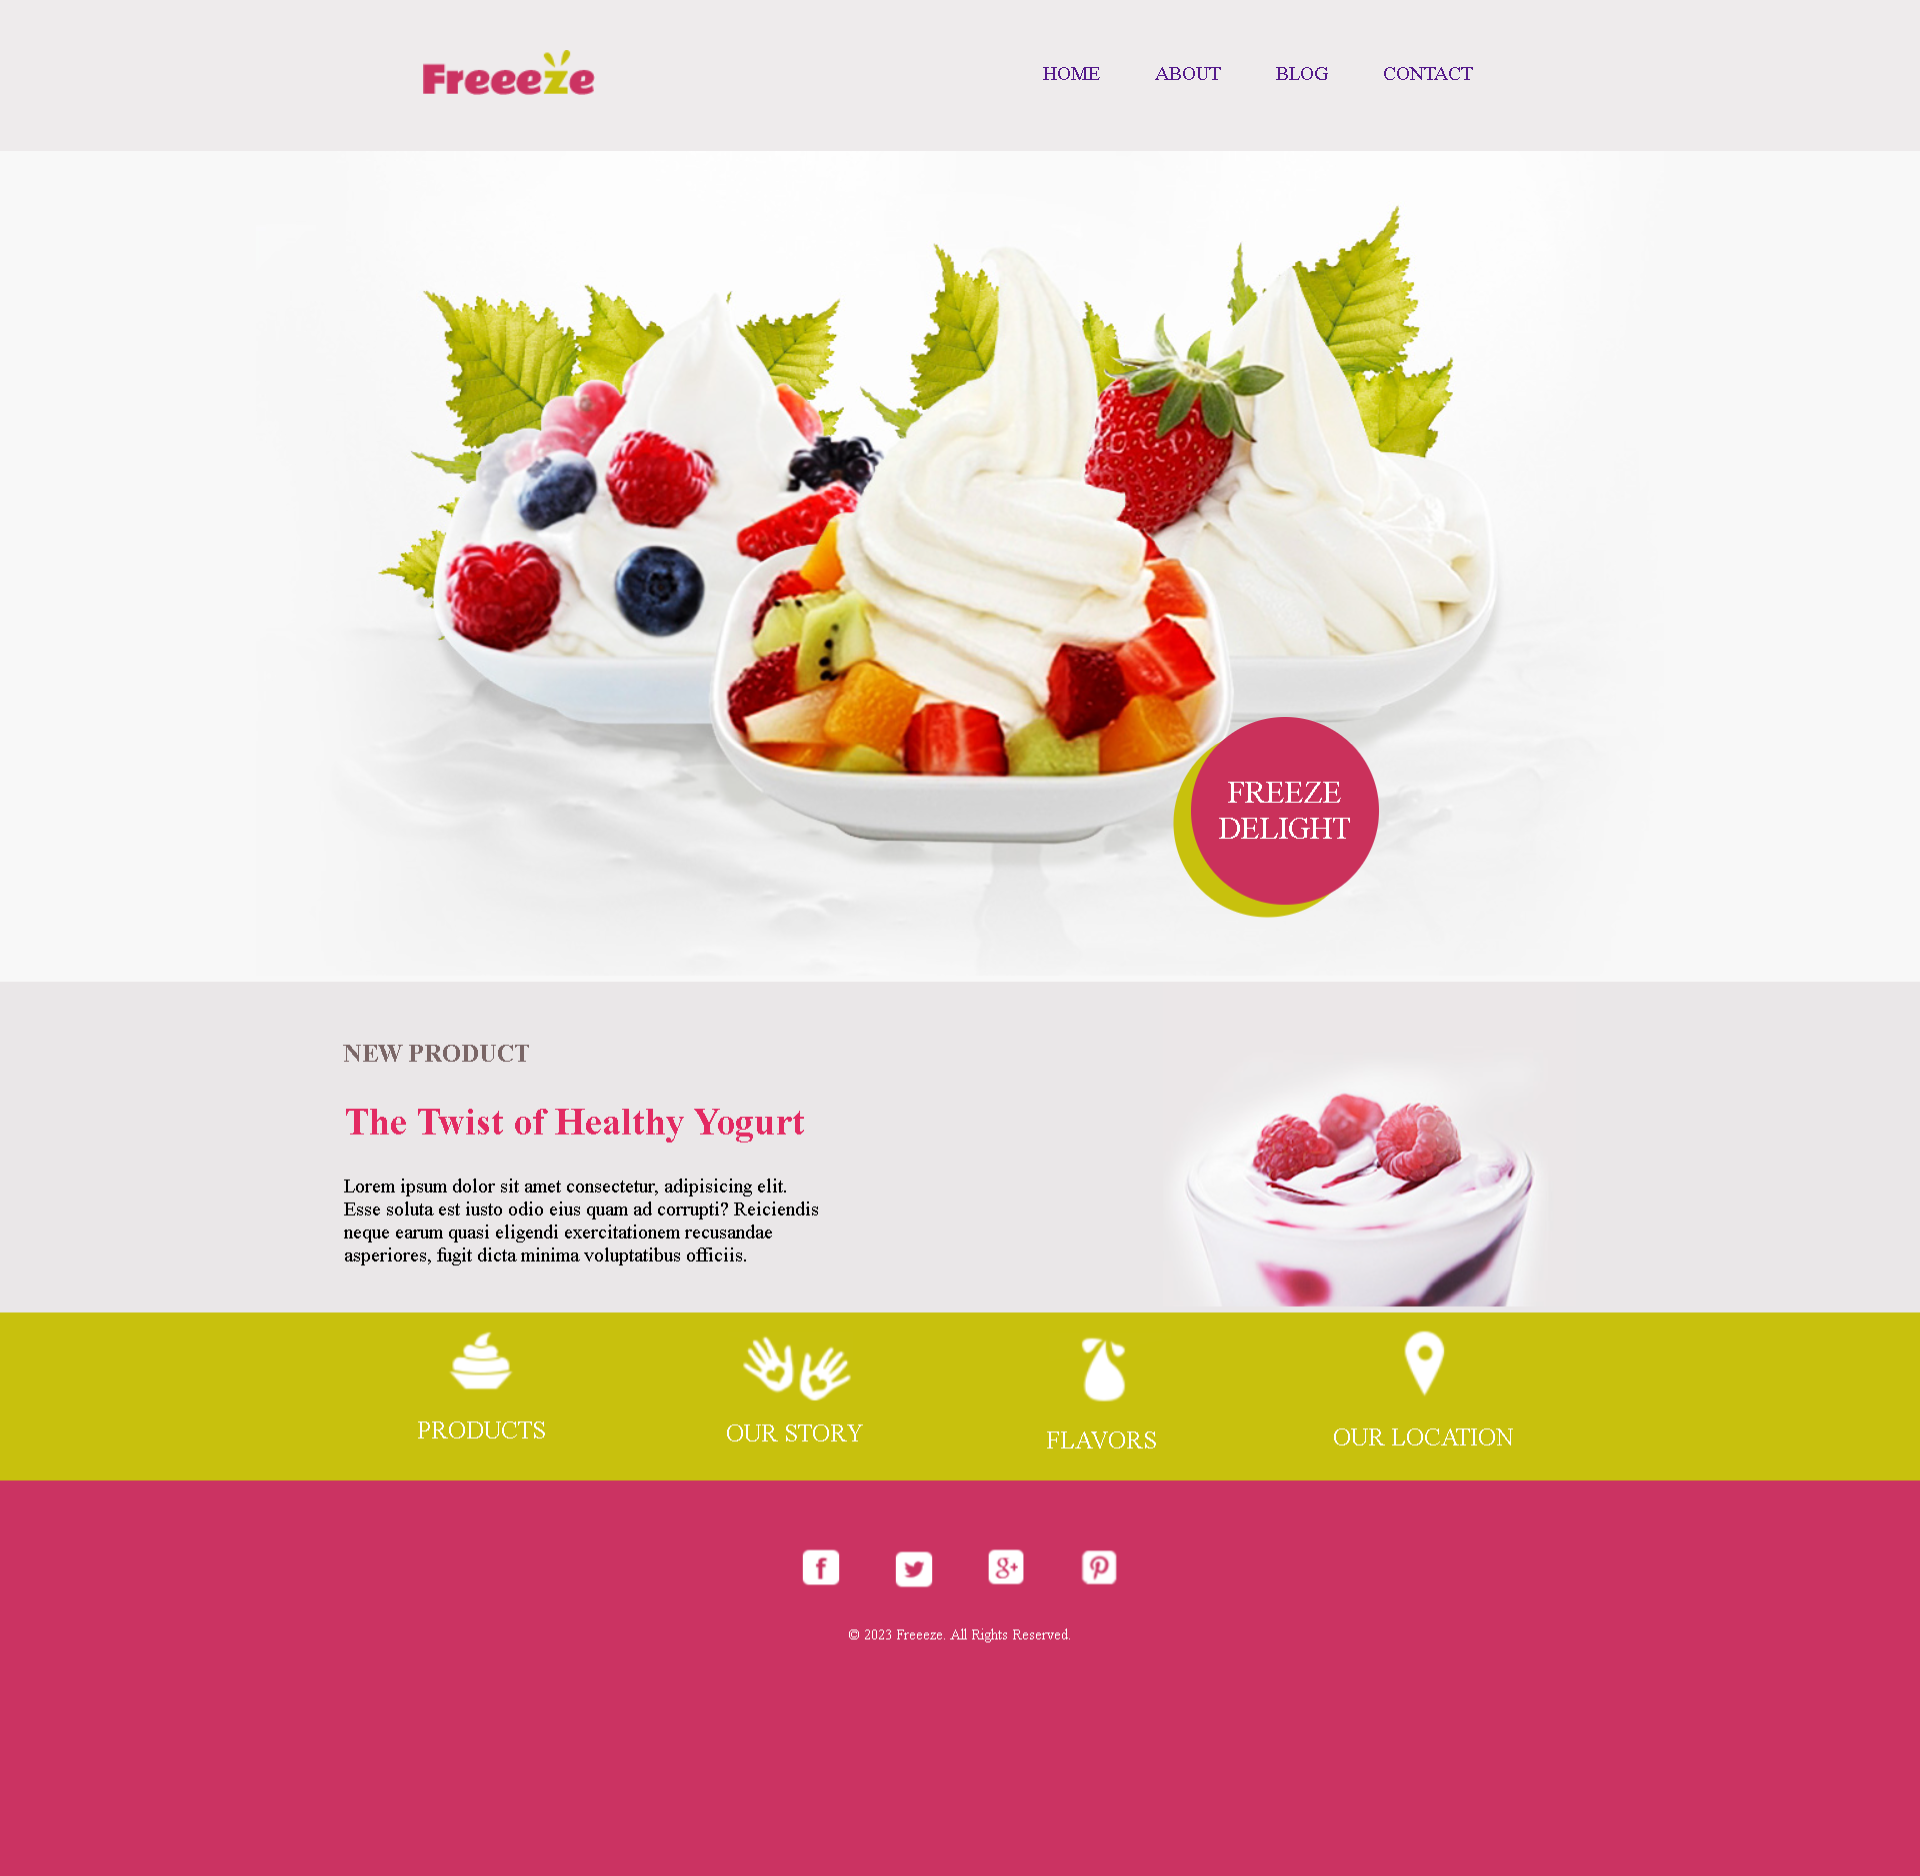 Freeeze
HOME ABOUT BLOG CONTACT
FREEZE
DELIGHT
NEW PRODUCT
The Twist of Healthy Yogurt
Lorem ipsum dolor sit amet consectetur, adipisicing elit.
Esse soluta est iusto odio eius quam ad corrupti? Reiciendis
neque earum quasi eligendi exercitationem recusandae
asperiores, fugit dicta minima voluptatibus officiis.
PRODUCTS
OUR STORY
FLAVORS
OUR LOCATION
© 2023 Freeeze. All Rights Reserved.